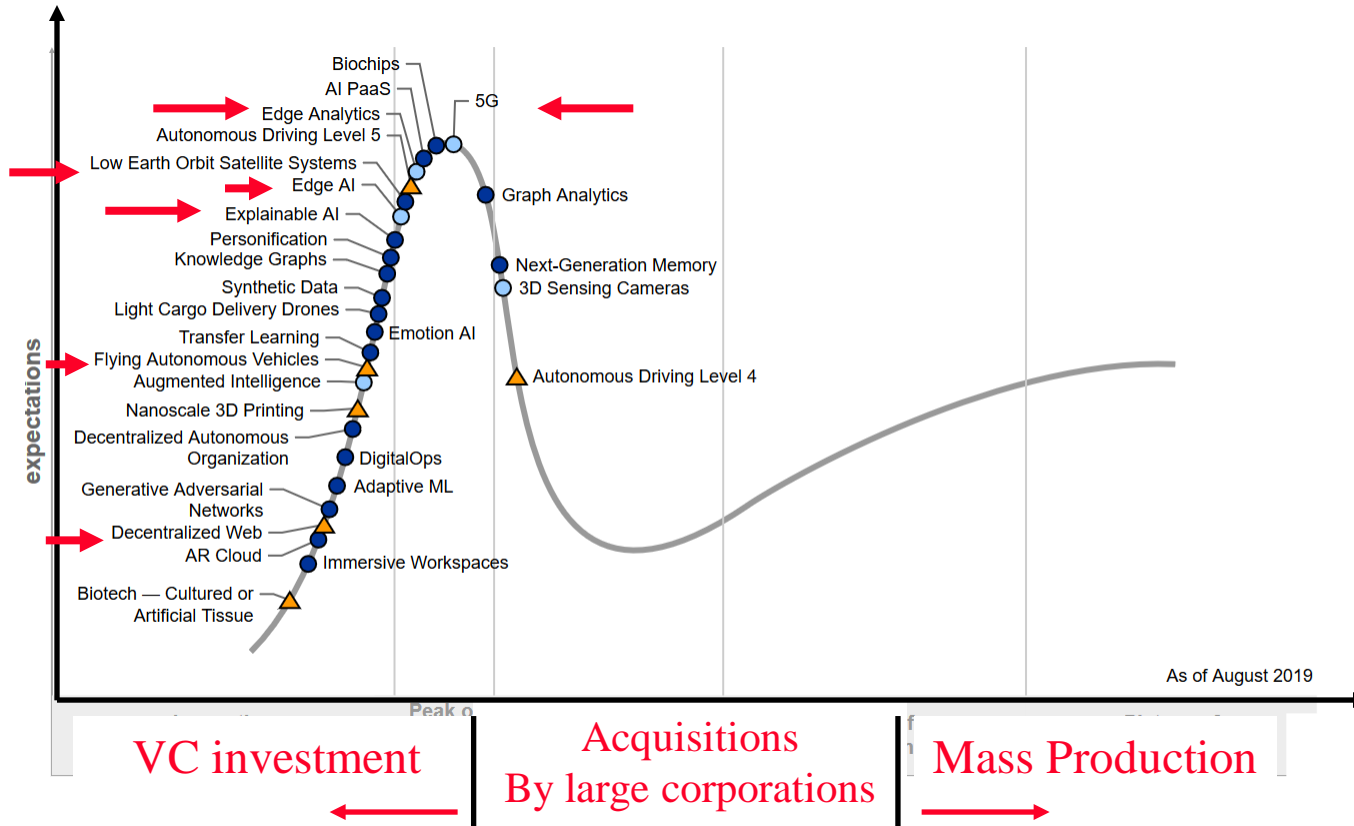 Biochips
AI PaaS
5G
Edge Analytics
Autonomous Driving Level 5
Low Earth Orbit Satellite Systems
Edge AI
Graph Analytics
Explainable AI
Personification
Knowledge Graphs
Next-Generation Memory
Synthetic Data
3D Sensing Cameras
Light Cargo Delivery Drones
Emotion AI
Transfer Learning
Flying Autonomous Vehicles
Augmented Intelligence
Autonomous Driving Level 4
expectations
Nanoscale 3D Printing
Decentralized Autonomous
Organization
DigitalOps
Adaptive ML
Generative Adversarial
Networks
Decentralized Web
AR Cloud
Immersive Workspaces
Biotech — Cultured or
Artificial Tissue
As of August 2019
Peak o
VC investment
Acquisitions
By large corporations
Mass Production